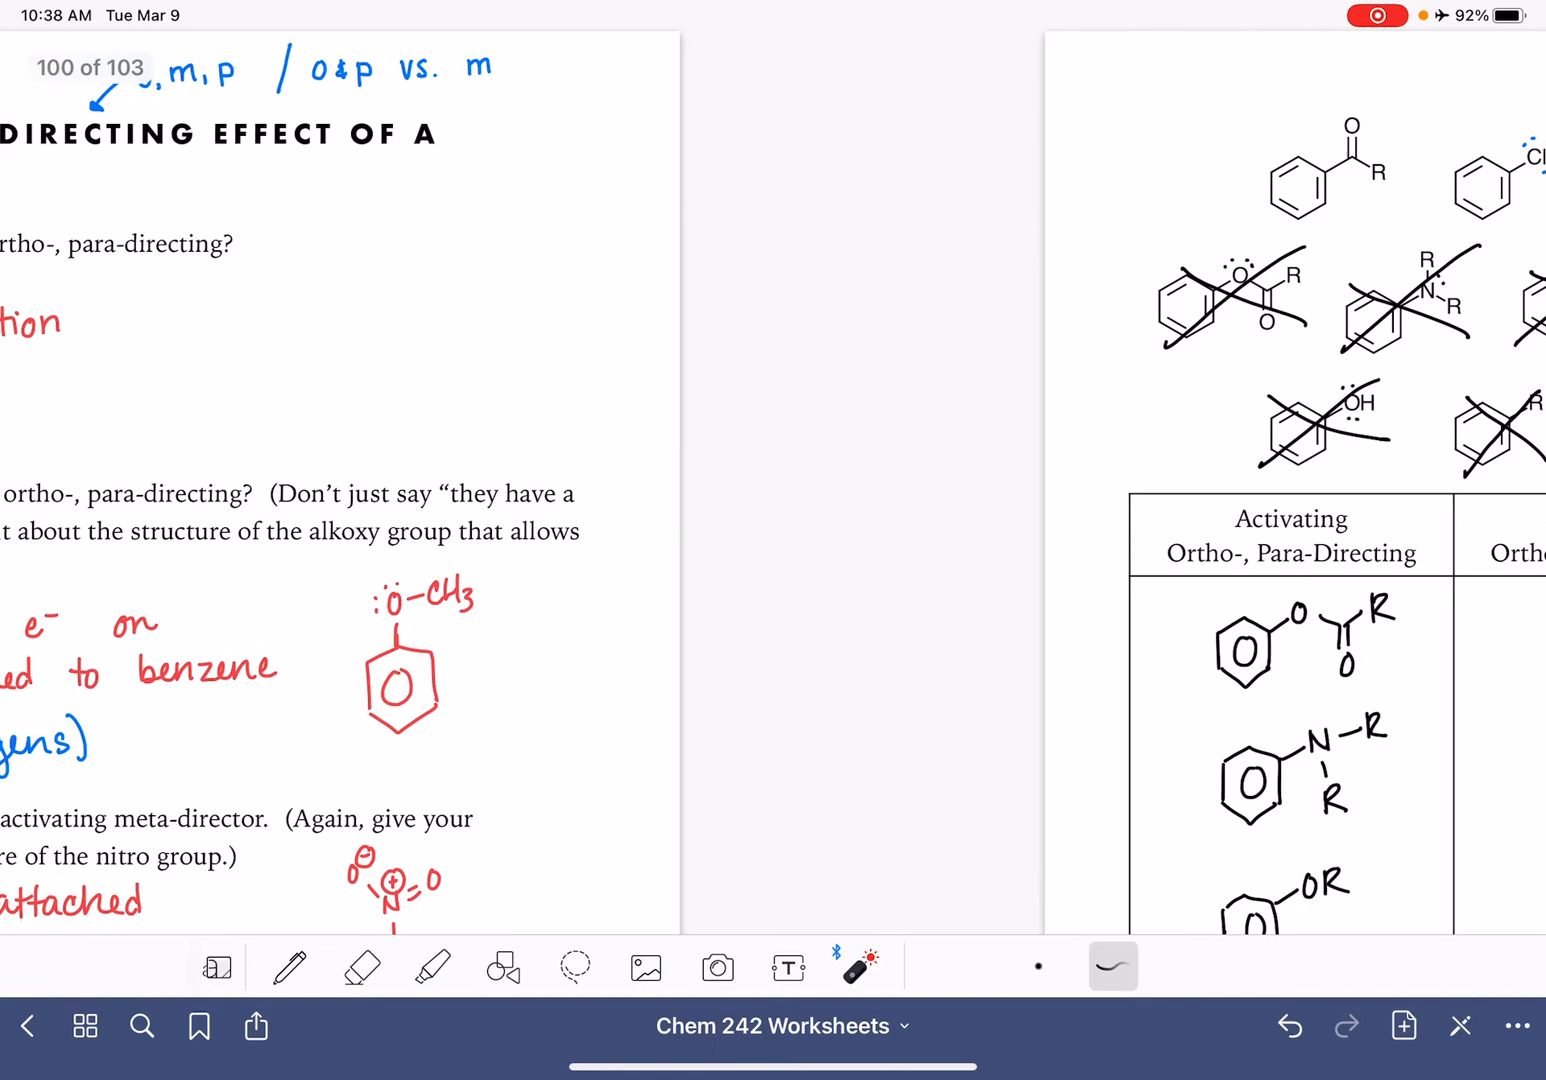 10:38 AM Tue Mar 9
92%
100 of 103
, m, p / o & p vs. m
DIRECTING EFFECT OF A
rtho-, para-directing?
tion
ortho-, para-directing? (Don't just say “they have a
t about the structure of the alkoxy group that allows
:Ö-CH3
e⁻ on
ed to benzene
gens)
activating meta-director. (Again, give your
re of the nitro group.)
O⊖ N⊕ =O
attached
O
R
Cl
O R
O
R
N
R
OH
R
Activating
Ortho-, Para-Directing
Orth
O R
O
N-R
R
OR
T
Chem 242 Worksheets